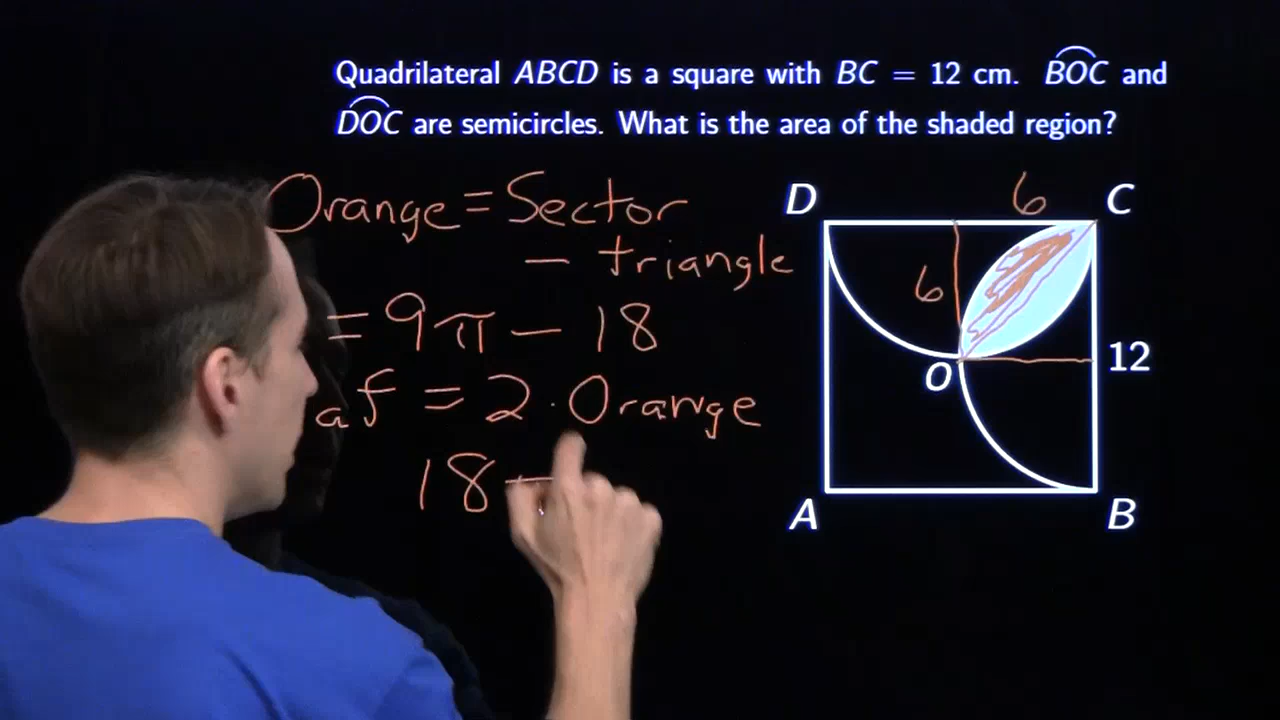 Quadrilateral ABCD is a square with BC = 12 cm. BOC and
DOC are semicircles. What is the area of the shaded region?
Orange = Sector
- triangle
= 9π - 18
af = 2 · Orange
18
D
6
C
6
O
12
A
B